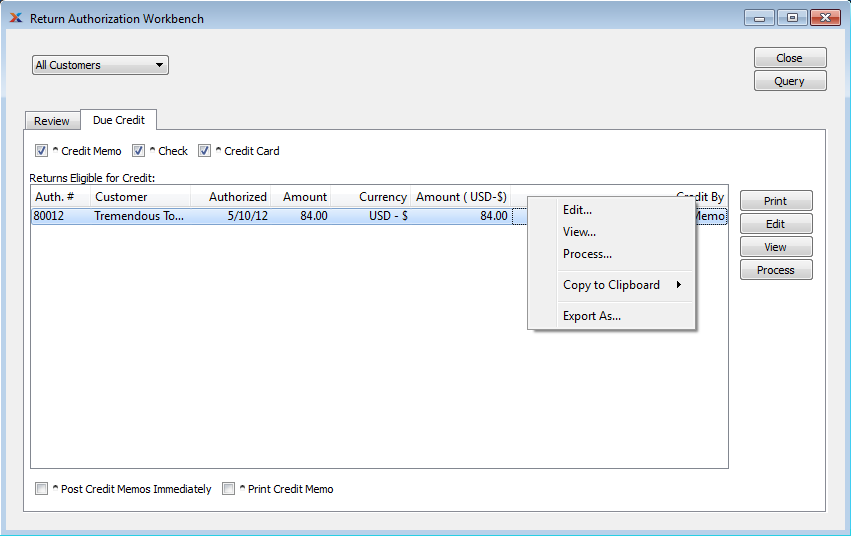 Return Authorization Workbench
All Customers
Close
Query
Review Due Credit
^ Credit Memo ^ Check ^ Credit Card
Returns Eligible for Credit:
Auth. # Customer Authorized Amount Currency Amount ( USD-$) Credit By
80012 Tremendous To... 5/10/12 84.00 USD - $ 84.00 Memo
Edit...
View...
Process...
Copy to Clipboard
Export As...
Print
Edit
View
Process
^ Post Credit Memos Immediately ^ Print Credit Memo